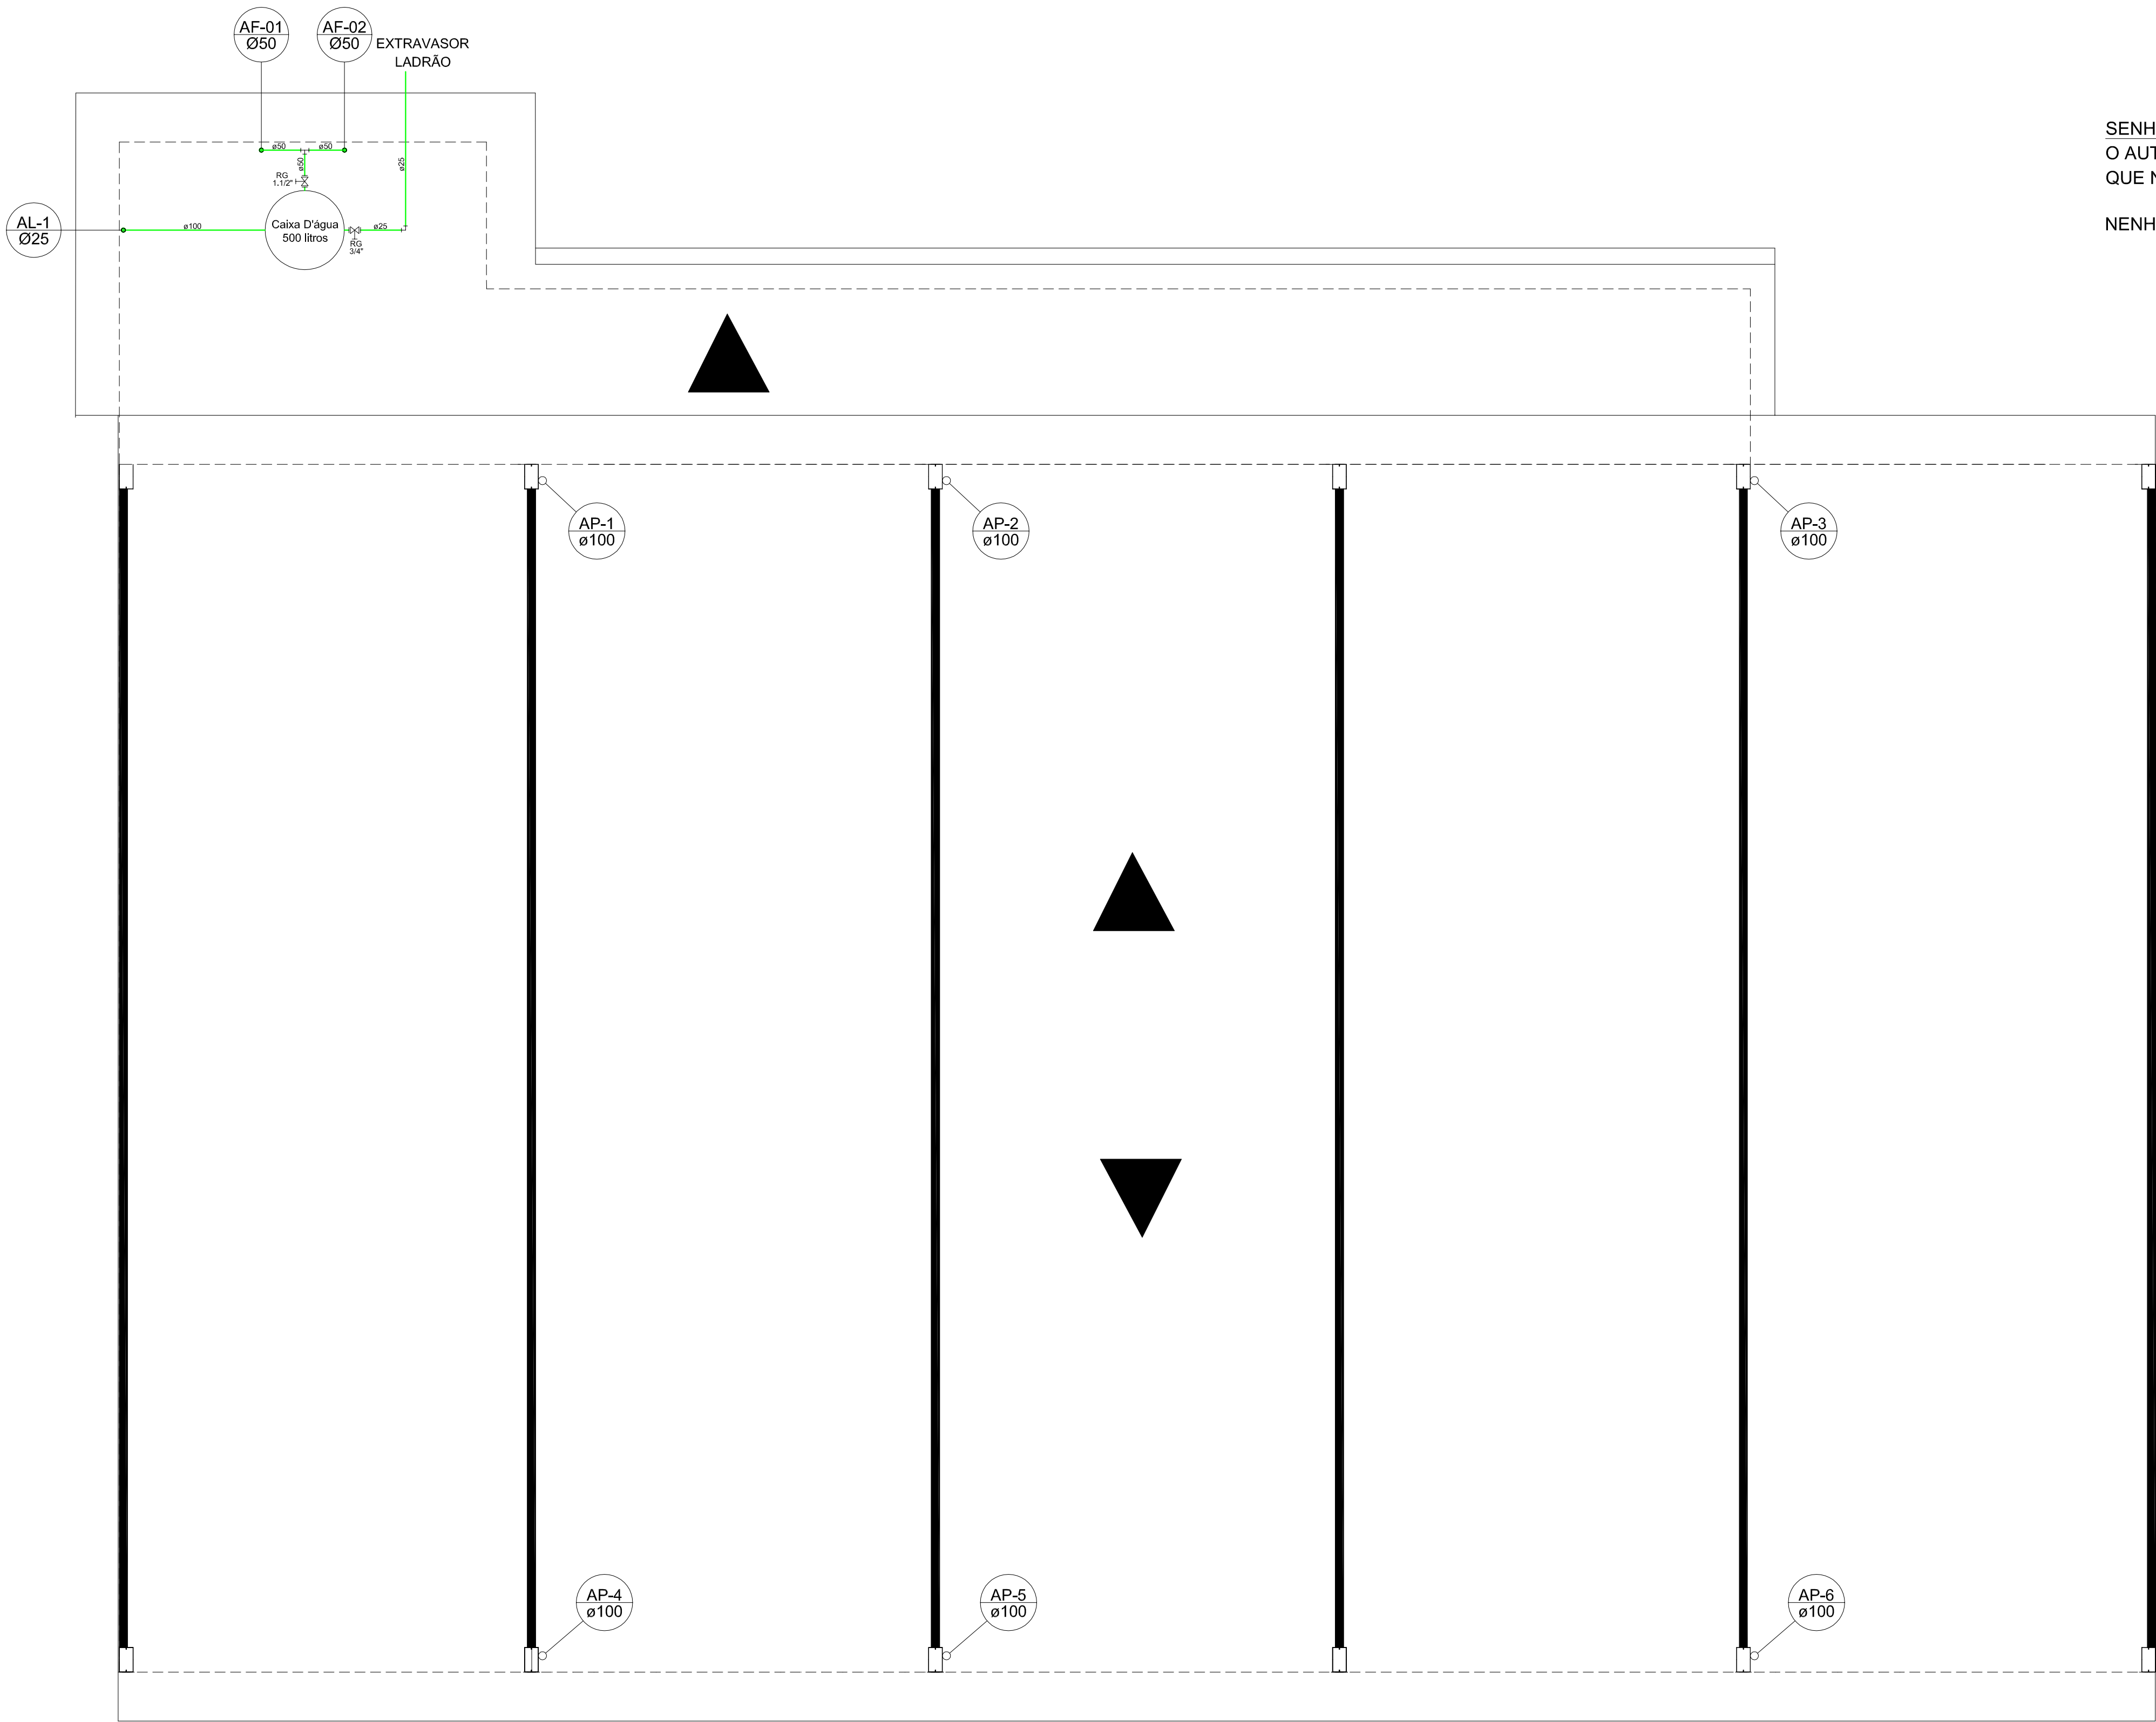 AF-01
Ø50
AF-02
Ø50
EXTRAVASOR
LADRÃO
SENH
O AUT
QUE N
NENH
ø50
ø50
ø50
ø25
RG
1.1/2"
AL-1
Ø25
ø100
Caixa D'água
500 litros
ø25
RG
3/4"
AP-1
ø100
AP-2
ø100
AP-3
ø100
AP-4
ø100
AP-5
ø100
AP-6
ø100